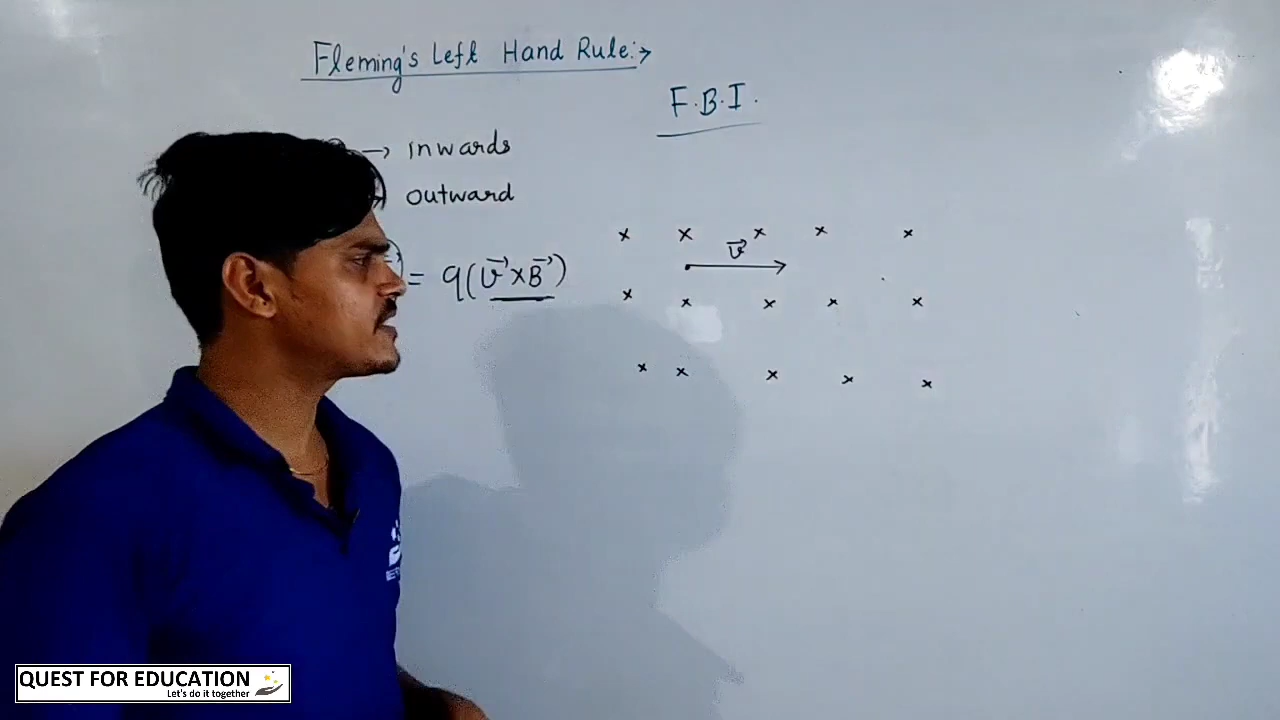 Fleming's Left Hand Rule:→
F.B.I.
→ inwards
→ outward
= q(v⃗ × B⃗)
x x x x x
v⃗
x x x x x
x x x x x
QUEST FOR EDUCATION
Let's do it together